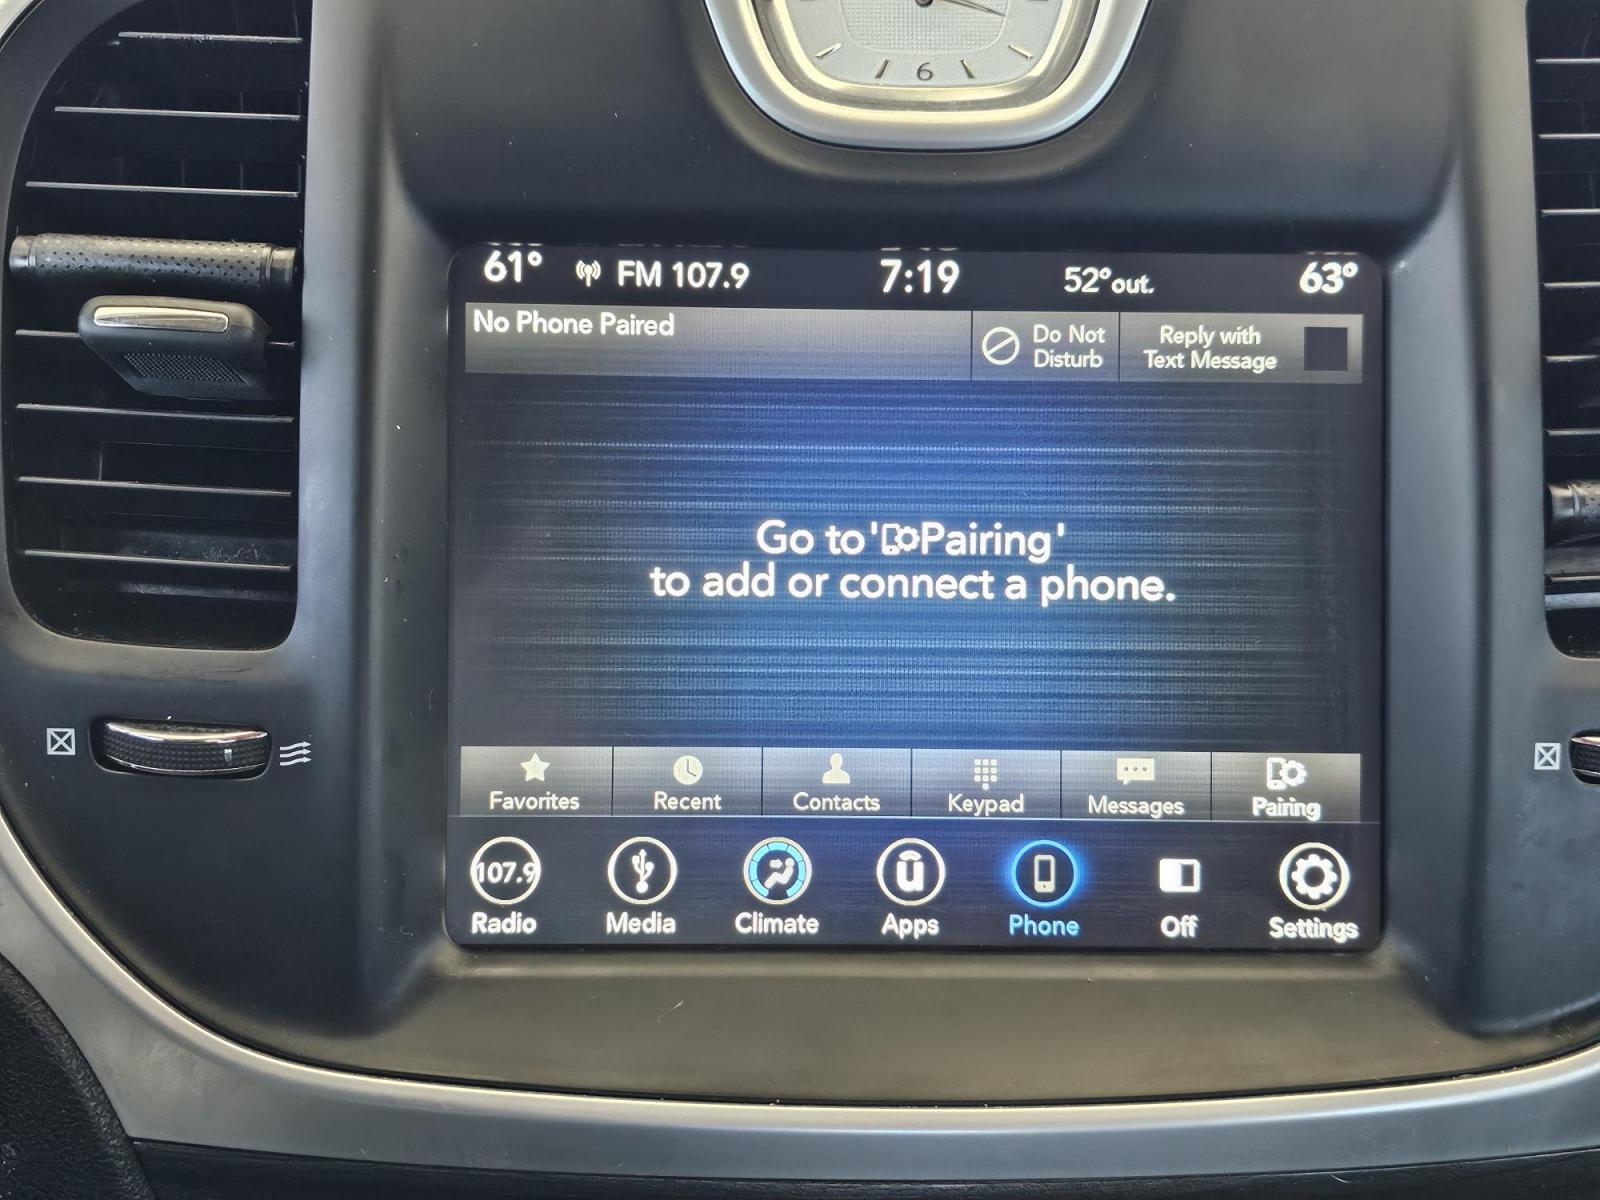 6
61° FM 107.9 7:19 52°out. 63°
No Phone Paired
Do Not
Disturb
Reply with
Text Message
Go to 'Pairing'
to add or connect a phone.
Favorites Recent Contacts Keypad Messages Pairing
107.9
Radio Media Climate Apps Phone Off Settings